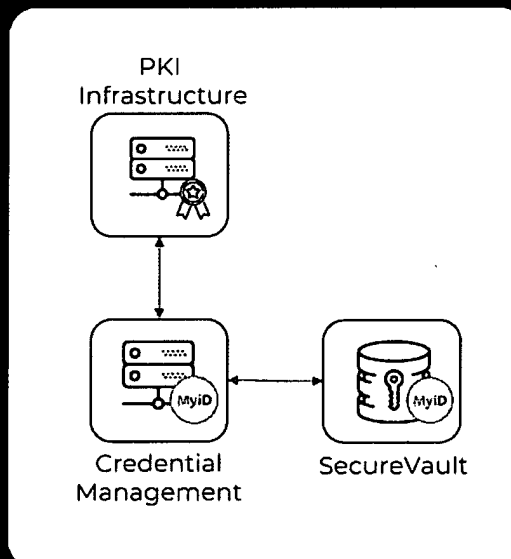 PKI
Infrastructure
MyiD
MyiD
Credential
Management
SecureVault